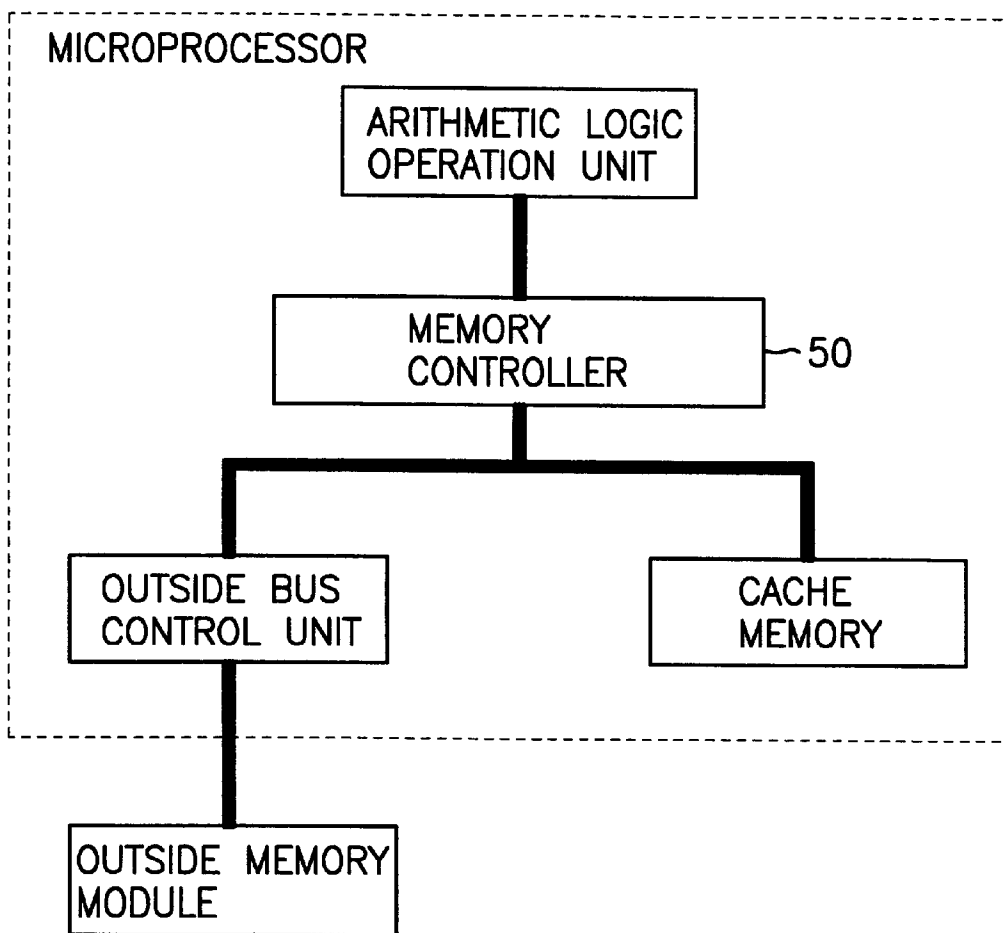 MICROPROCESSOR
ARITHMETIC LOGIC
OPERATION UNIT
MEMORY
CONTROLLER
50
OUTSIDE BUS
CONTROL UNIT
CACHE
MEMORY
OUTSIDE MEMORY
MODULE